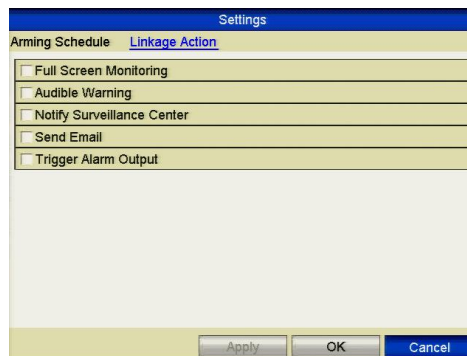 Settings
Arming Schedule Linkage Action
Full Screen Monitoring
Audible Warning
Notify Surveillance Center
Send Email
Trigger Alarm Output
Apply OK Cancel